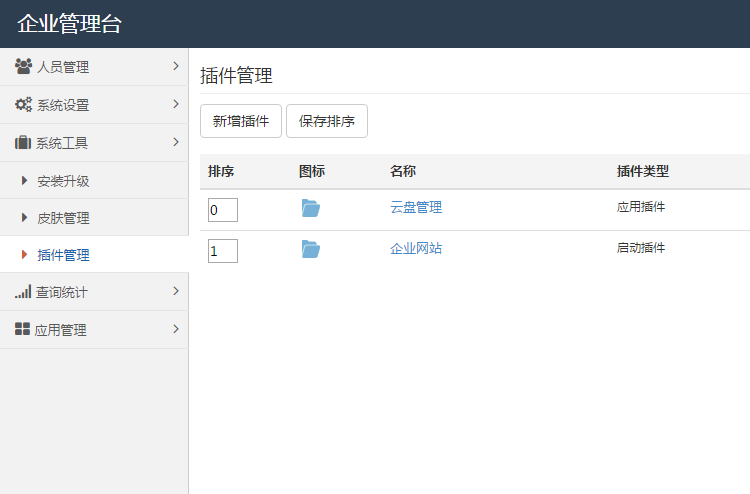 企业管理台
人员管理
系统设置
系统工具
安装升级
皮肤管理
插件管理
查询统计
应用管理
插件管理
新增插件 保存排序
排序 图标 名称 插件类型
0 云盘管理 应用插件
1 企业网站 启动插件